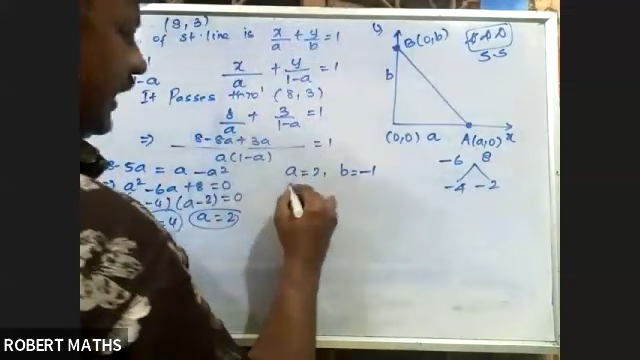 (8, 3)
of st. line is x/a + y/b = 1
-a x/a + y/1-a = 1
It Passes thro' (8, 3)
8/a + 3/1-a = 1
⇒ 8-8a+3a / a(1-a) = 1
8-5a = a - a²
a² - 6a + 8 = 0
-4) (a-2) = 0
=4) a = 2
a = 2, b = -1
B(0, b)
S.S
b
(0,0) a A(a,0) x
-6 8
-4 -2
ROBERT MATHS